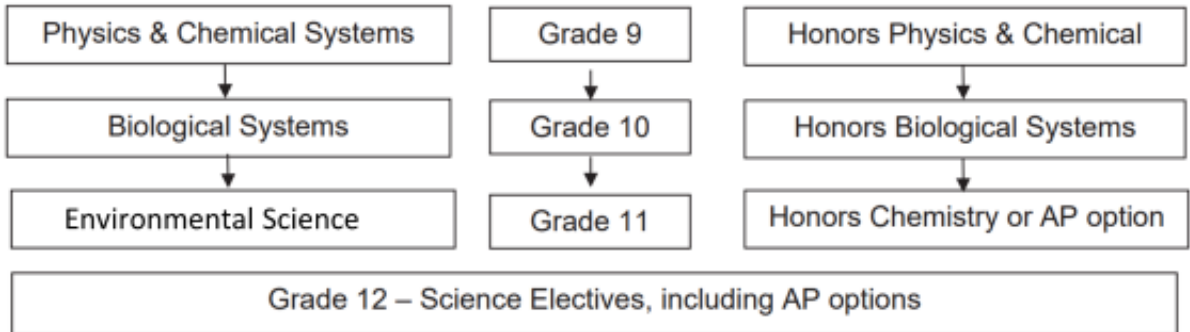 Physics & Chemical Systems
Grade 9
Honors Physics & Chemical
Biological Systems
Grade 10
Honors Biological Systems
Environmental Science
Grade 11
Honors Chemistry or AP option
Grade 12 – Science Electives, including AP options